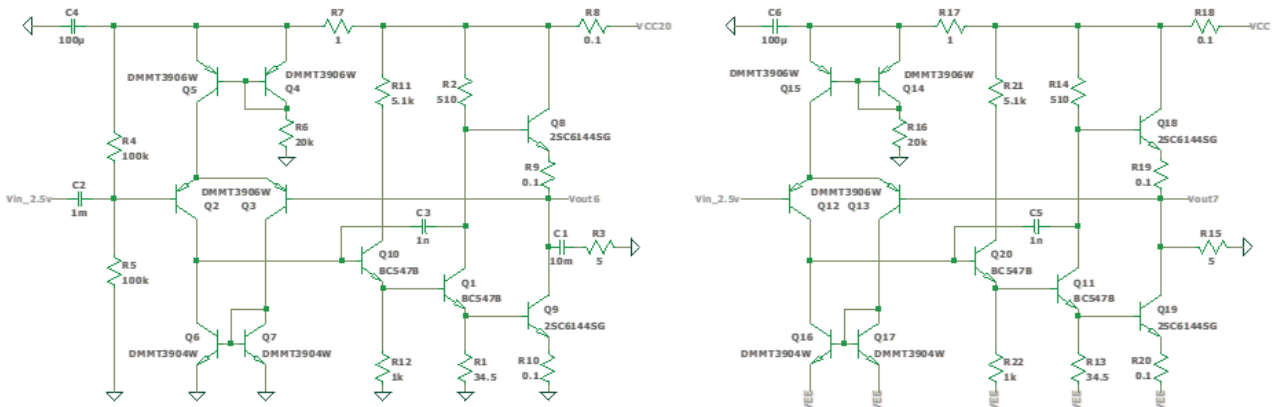 C4
100µ
R7
1
R8
0.1
VCC20
DMMT3906W
Q5
DMMT3906W
Q4
R11
5.1k
R2
510
R6
20k
Q8
2SC6144SG
R4
100k
R9
0.1
C2
Vin_2.5v
1m
DMMT3906W
Q2 Q3
Vout6
C3
1n
C1
10m
R3
5
R5
100k
Q10
BC547B
Q1
BC547B
Q9
2SC6144SG
Q6
DMMT3904W
Q7
DMMT3904W
R12
1k
R1
34.5
R10
0.1
C6
100µ
R17
1
R18
0.1
VCC
DMMT3906W
Q15
DMMT3906W
Q14
R21
5.1k
R14
510
R16
20k
Q18
2SC6144SG
R19
0.1
Vin_2.5v
DMMT3906W
Q12 Q13
Vout7
C5
1n
R15
5
Q20
BC547B
Q11
BC547B
Q19
2SC6144SG
Q16
DMMT3904W
Q17
DMMT3904W
R22
1k
R13
34.5
R20
0.1